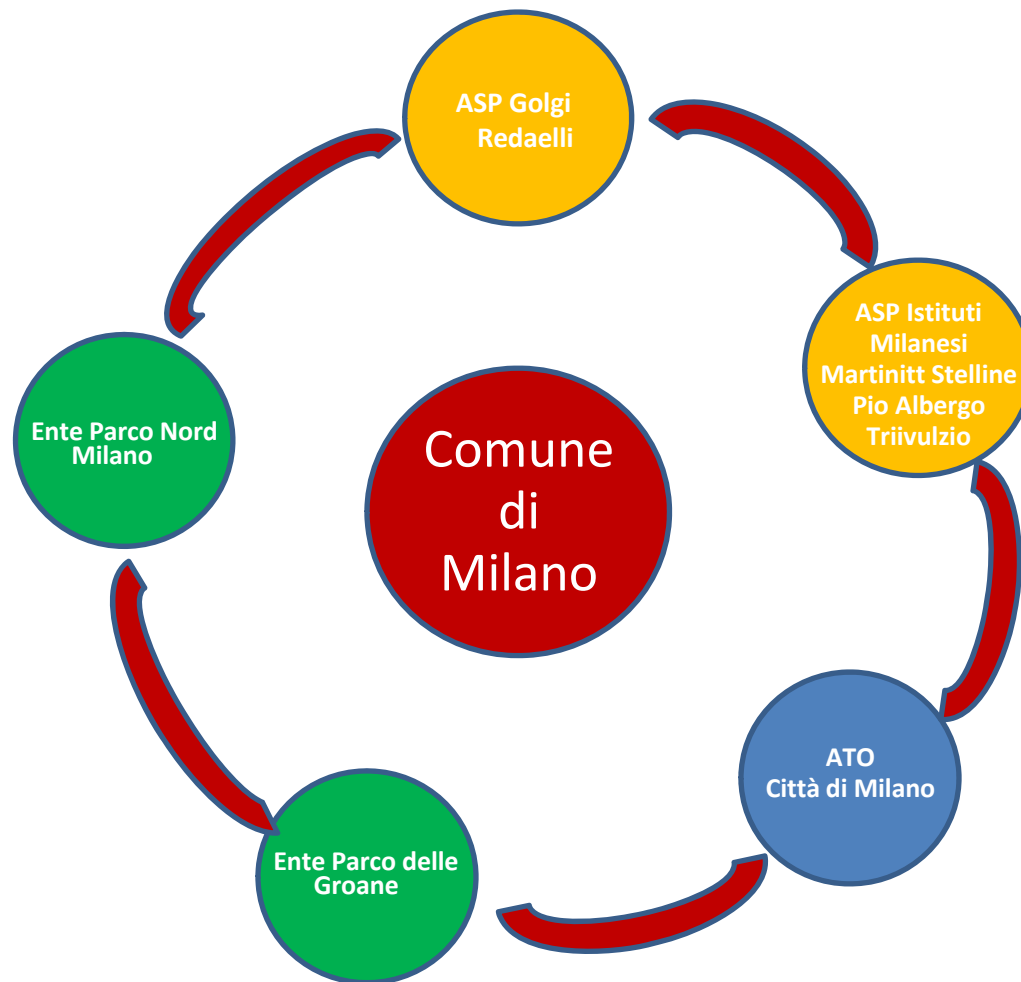 ASP Golgi
Redaelli
ASP Istituti
Milanesi
Martinitt Stelline
Pio Albergo
Triivulzio
Ente Parco Nord
Milano
Comune
di
Milano
ATO
Città di Milano
Ente Parco delle
Groane